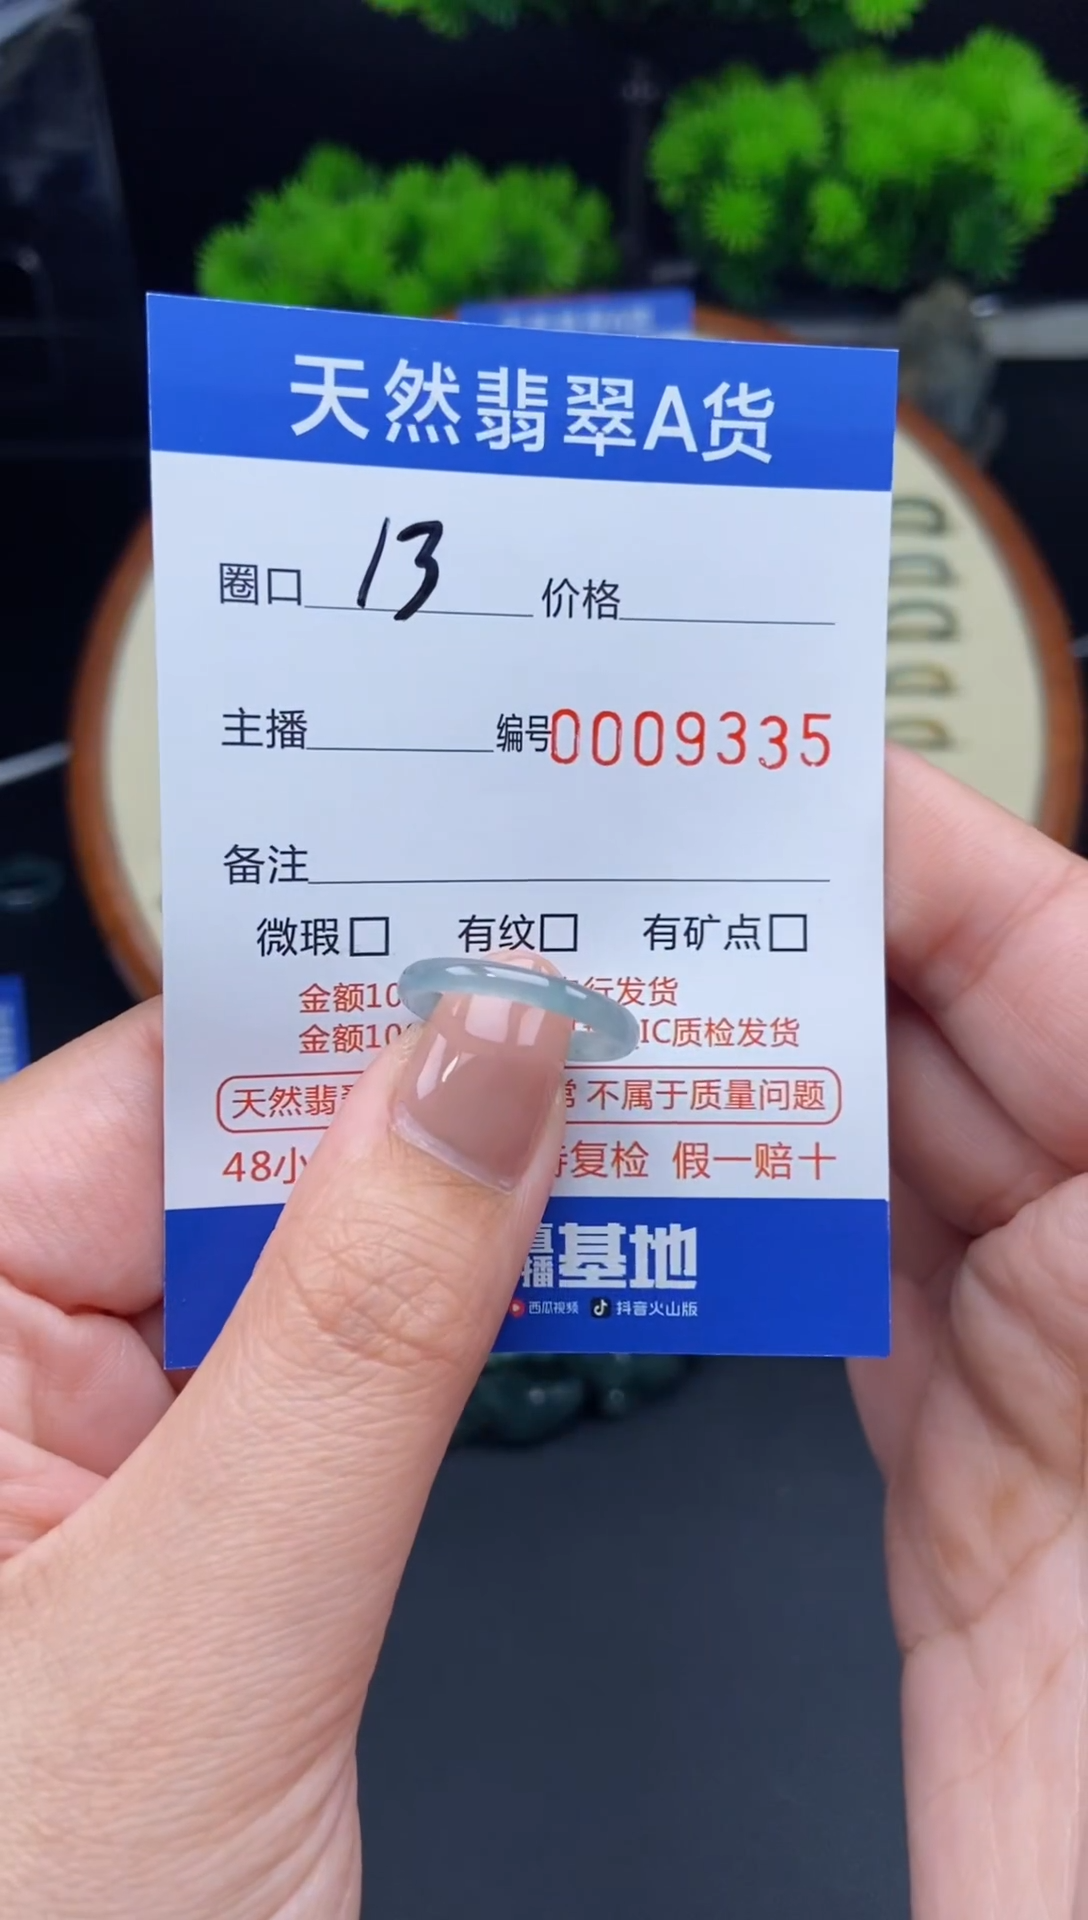 天然翡翠A货
圈口 13 价格
主播 编号0009335
备注
微瑕□ 有纹□ 有矿点□
金额10 行发货
金额10 IC质检发货
天然翡 常 不属于质量问题
48小 复检 假一赔十
直播基地
西瓜视频 抖音火山版